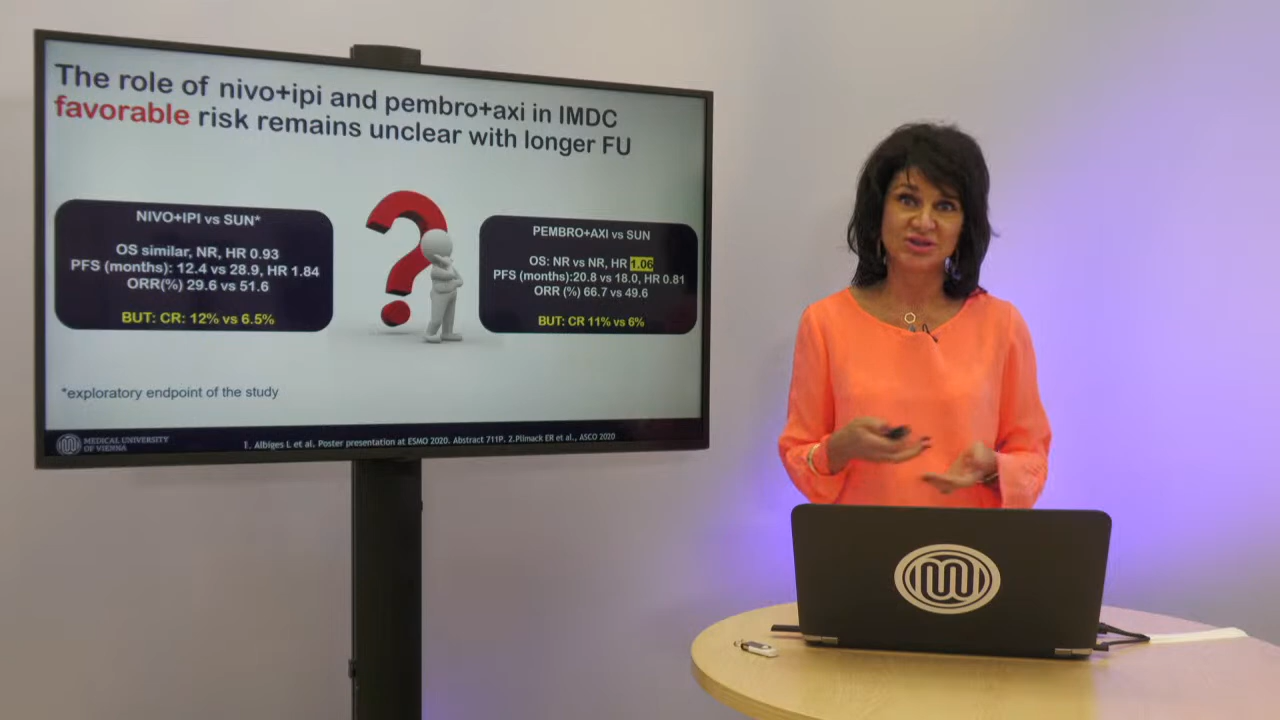 The role of nivo+ipi and pembro+axi in IMDC
favorable risk remains unclear with longer FU
NIVO+IPI vs SUN*
OS similar, NR, HR 0.93
PFS (months): 12.4 vs 28.9, HR 1.84
ORR(%) 29.6 vs 51.6
BUT: CR: 12% vs 6.5%
PEMBRO+AXI vs SUN
OS: NR vs NR, HR 1.06
PFS (months):20.8 vs 18.0, HR 0.81
ORR (%) 66.7 vs 49.6
BUT: CR 11% vs 6%
*exploratory endpoint of the study
MEDICAL UNIVERSITY
OF VIENNA
1. Albiges L et al. Poster presentation at ESMO 2020. Abstract 711P. 2.Plimack ER et al., ASCO 2020